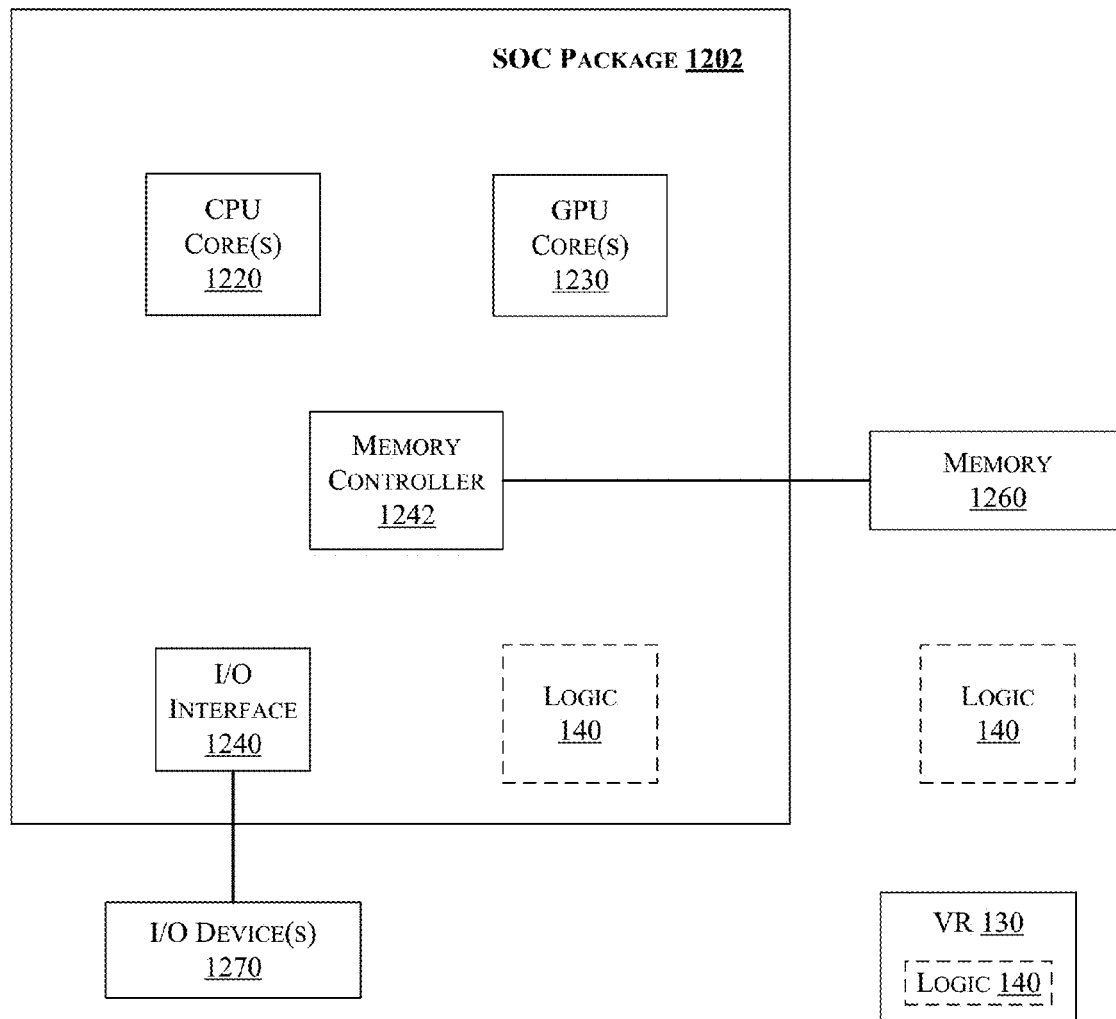 SOC PACKAGE 1202
CPU
CORE(S)
1220
GPU
CORE(S)
1230
MEMORY
CONTROLLER
1242
MEMORY
1260
I/O
INTERFACE
1240
LOGIC
140
LOGIC
140
I/O DEVICE(S)
1270
VR 130
LOGIC 140